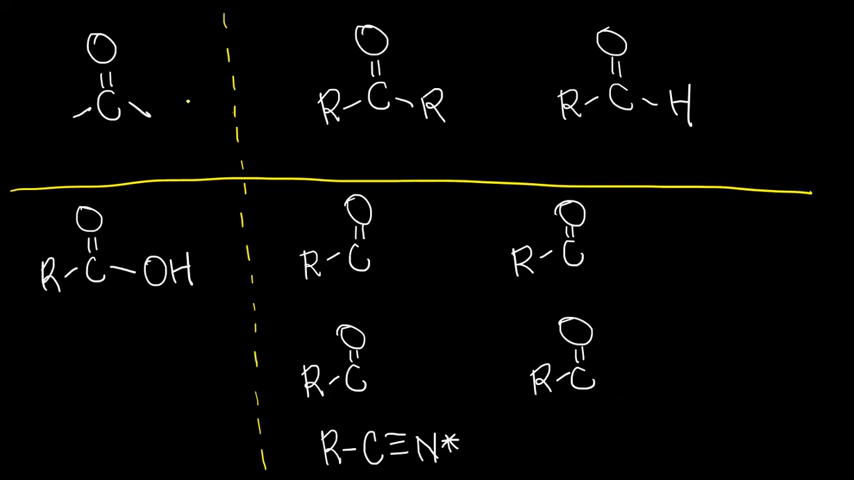 O O O
|| || ||
C R-C-R R-C-H
O O O
|| || ||
R-C-OH R-C R-C
O O
|| ||
R-C R-C
R-C≡N*